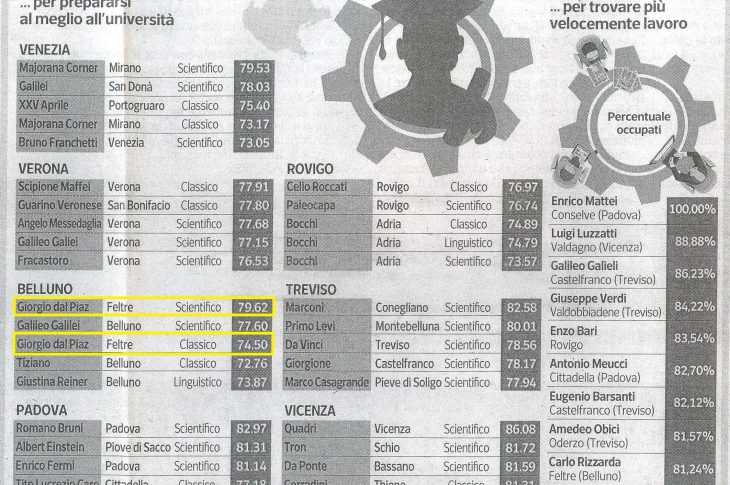 ... per prepararsi
al meglio all'università
VENEZIA
Majorana Corner Mirano Scientifico 79.53
Galilei San Donà Scientifico 78.03
XXV Aprile Portogruaro Classico 75.40
Majorana Corner Mirano Classico 73.17
Bruno Franchetti Venezia Scientifico 73.05
VERONA
Scipione Maffei Verona Classico 77.91
Guarino Veronese San Bonifacio Classico 77.80
Angelo Messedaglia Verona Scientifico 77.68
Galileo Galiei Verona Scientifico 77.15
Fracastoro Verona Scientifico 76.53
BELLUNO
Giorgio dal Piaz Feltre Scientifico 79.62
Galileo Galilei Belluno Scientifico 77.60
Giorgio dal Piaz Feltre Classico 74.50
Tiziano Belluno Classico 72.76
Giustina Reiner Belluno Linguistico 73.87
PADOVA
Romano Bruni Padova Scientifico 82.97
Albert Einstein Piove di Sacco Scientifico 81.31
Enrico Fermi Padova Scientifico 81.14
Tito Lucrezio Caro Cittadella Classico 77.18
ROVIGO
Celio Roccati Rovigo Classico 76.97
Paleocapa Rovigo Scientifico 76.74
Bocchi Adria Classico 74.89
Bocchi Adria Linguistico 74.79
Bocchi Adria Scientifico 73.57
TREVISO
Marconi Conegliano Scientifico 82.58
Primo Levi Montebelluna Scientifico 80.01
Da Vinci Treviso Scientifico 78.56
Giorgione Castelfranco Scientifico 78.17
Marco Casagrande Pieve di Soligo Scientifico 77.94
VICENZA
Quadri Vicenza Scientifico 86.08
Tron Schio Scientifico 81.72
Da Ponte Bassano Scientifico 81.59
Corradini Thiene Classico 81.31
... per trovare più
velocemente lavoro
Percentuale
occupati
Enrico Mattei
Conselve (Padova) 100,00%
Luigi Luzzatti
Valdagno (Vicenza) 88,88%
Galileo Galieli
Castelfranco (Treviso) 86,23%
Giuseppe Verdi
Valdobbiadene (Treviso) 84,22%
Enzo Bari
Rovigo 83,54%
Antonio Meucci
Cittadella (Padova) 82,70%
Eugenio Barsanti
Castelfranco (Treviso) 82,12%
Amedeo Obici
Oderzo (Treviso) 81,57%
Carlo Rizzarda
Feltre (Belluno) 81,24%